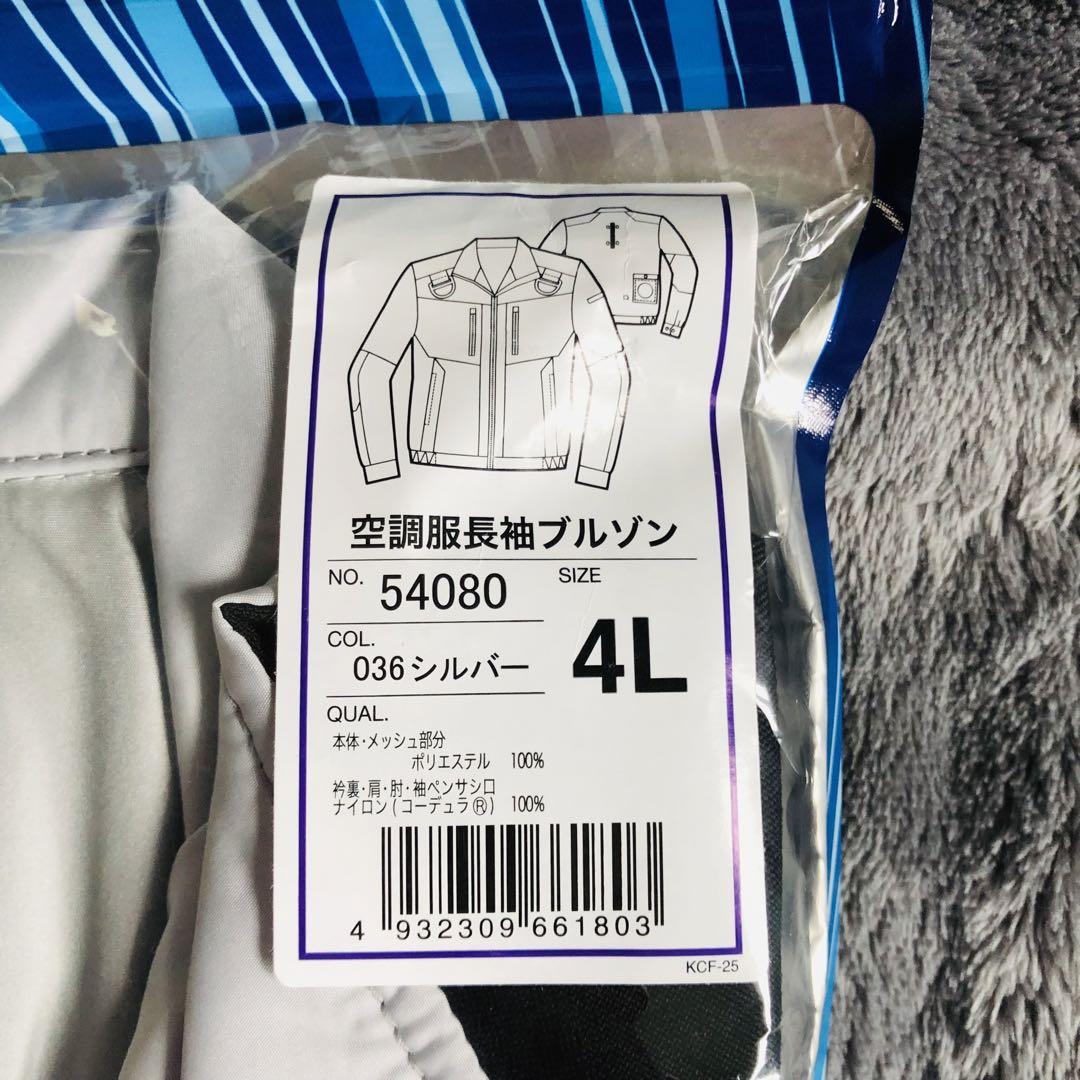 空調服長袖ブルゾン
NO. 54080
SIZE
4L
COL.
036シルバー
QUAL.
本体・メッシュ部分
ポリエステル 100%
衿裏・肩・肘・袖ペンサシ口
ナイロン(コーデュラ®) 100%
4 932309 661803
KCF-25